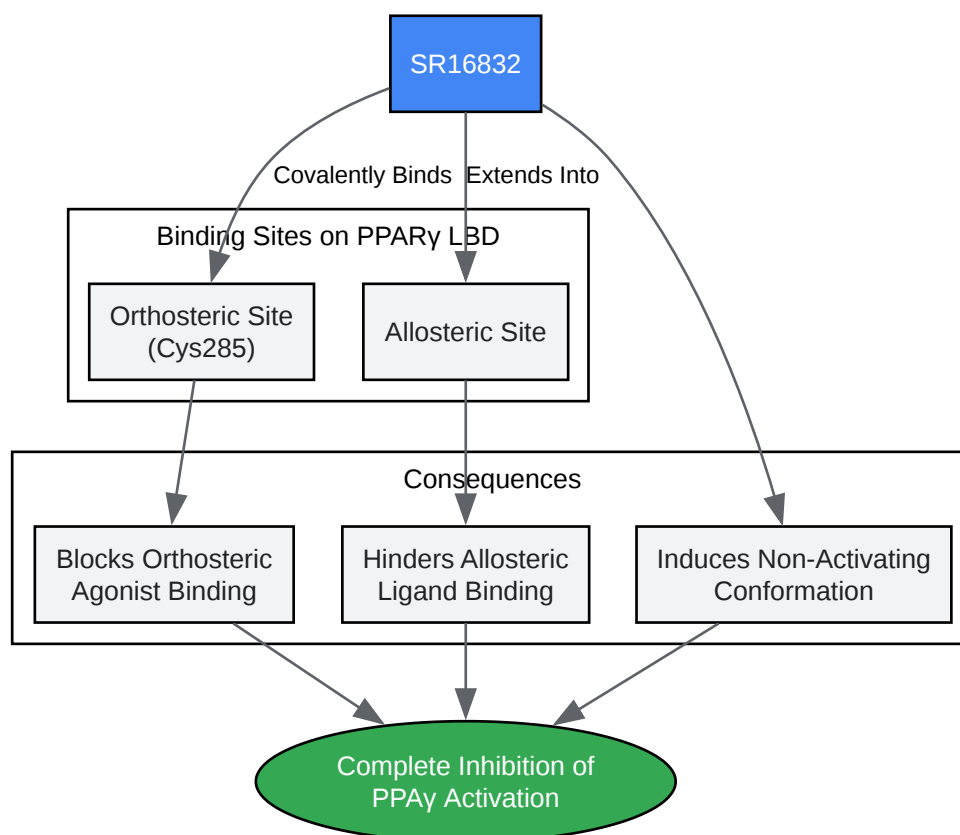 SR16832
Covalently Binds
Extends Into
Binding Sites on PPARγ LBD
Orthosteric Site
(Cys285)
Allosteric Site
Consequences
Blocks Orthosteric
Agonist Binding
Hinders Allosteric
Ligand Binding
Induces Non-Activating
Conformation
Complete Inhibition of
PPAγ Activation